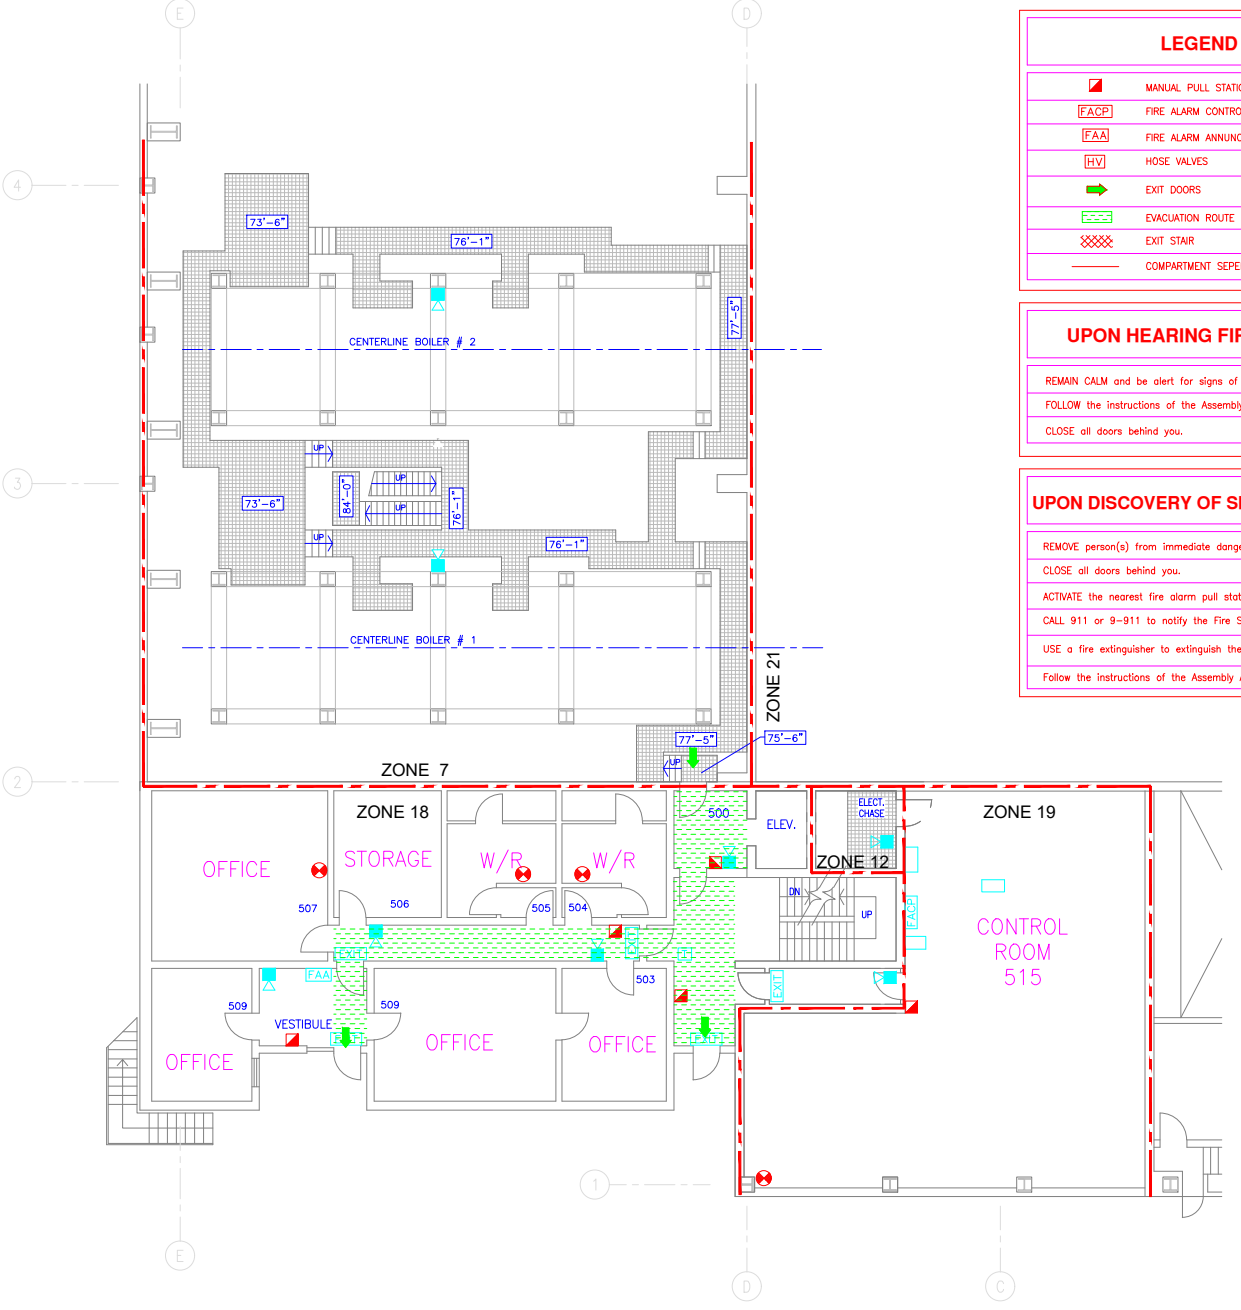 E
D
LEGEND
MANUAL PULL STATIO
FACP FIRE ALARM CONTRO
FAA FIRE ALARM ANNUNC
HV HOSE VALVES
EXIT DOORS
EVACUATION ROUTE
EXIT STAIR
COMPARTMENT SEPE
UPON HEARING FIR
REMAIN CALM and be alert for signs of
FOLLOW the instructions of the Assembly
CLOSE all doors behind you.
UPON DISCOVERY OF S
REMOVE person(s) from immediate dange
CLOSE all doors behind you.
ACTIVATE the nearest fire alarm pull stat
CALL 911 or 9-911 to notify the Fire S
USE a fire extinguisher to extinguish the
Follow the instructions of the Assembly A
4
73'-6"
76'-1"
77'-5"
CENTERLINE BOILER # 2
UP
3
73'-6"
84'-0"
UP
UP
76'-1"
UP
76'-1"
CENTERLINE BOILER # 1
ZONE 21
77'-5"
75'-6"
UP
2
ZONE 7
ZONE 18
500
ELEV.
ELECT.
CHASE
ZONE 19
OFFICE
STORAGE
W/R
W/R
ZONE 12
507
506
505
504
DN
UP
FACP
CONTROL
ROOM
515
EXIT
EXIT
FAA
503
EXIT
509
509
VESTIBULE
OFFICE
OFFICE
OFFICE
1
E
D
C